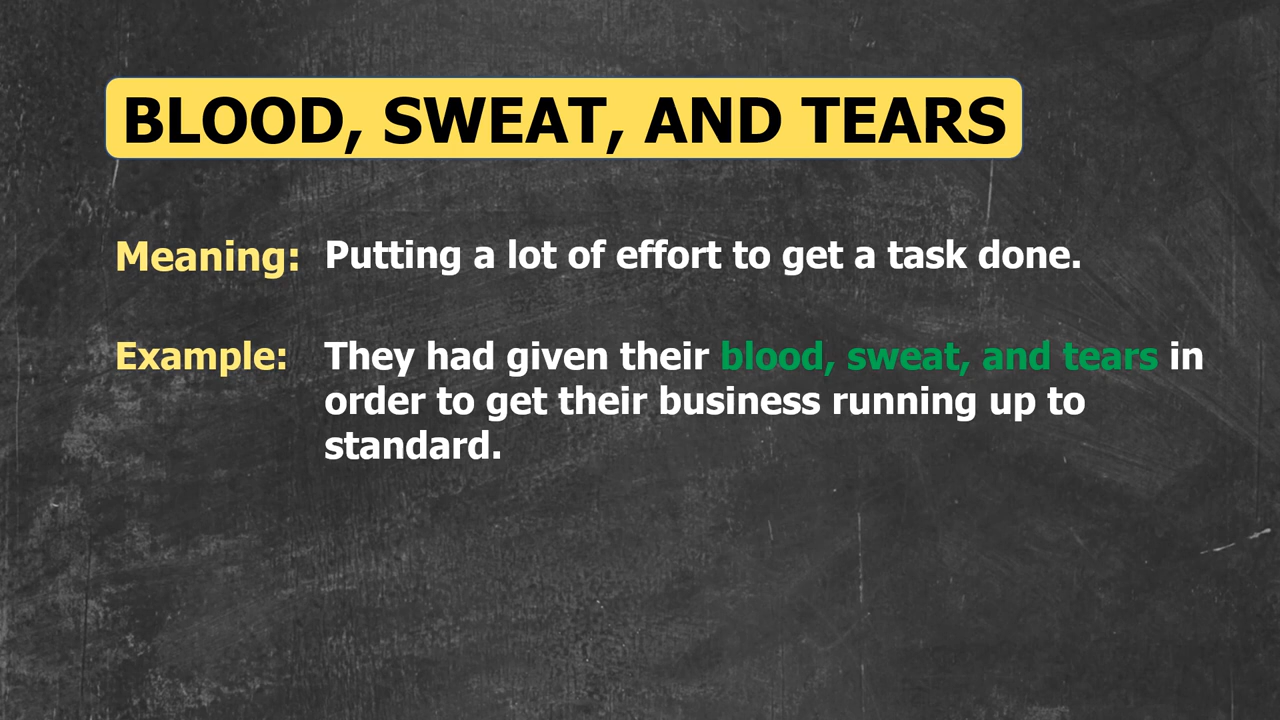 BLOOD, SWEAT, AND TEARS
Meaning: Putting a lot of effort to get a task done.
Example: They had given their blood, sweat, and tears in
order to get their business running up to
standard.